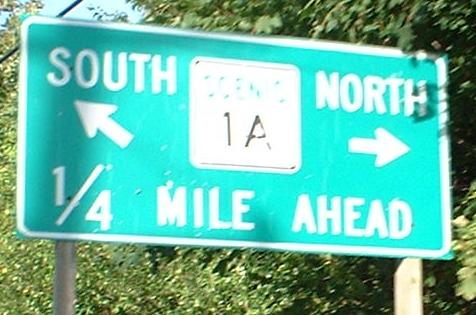 SOUTH SCENIC NORTH
1A
1/4 MILE AHEAD